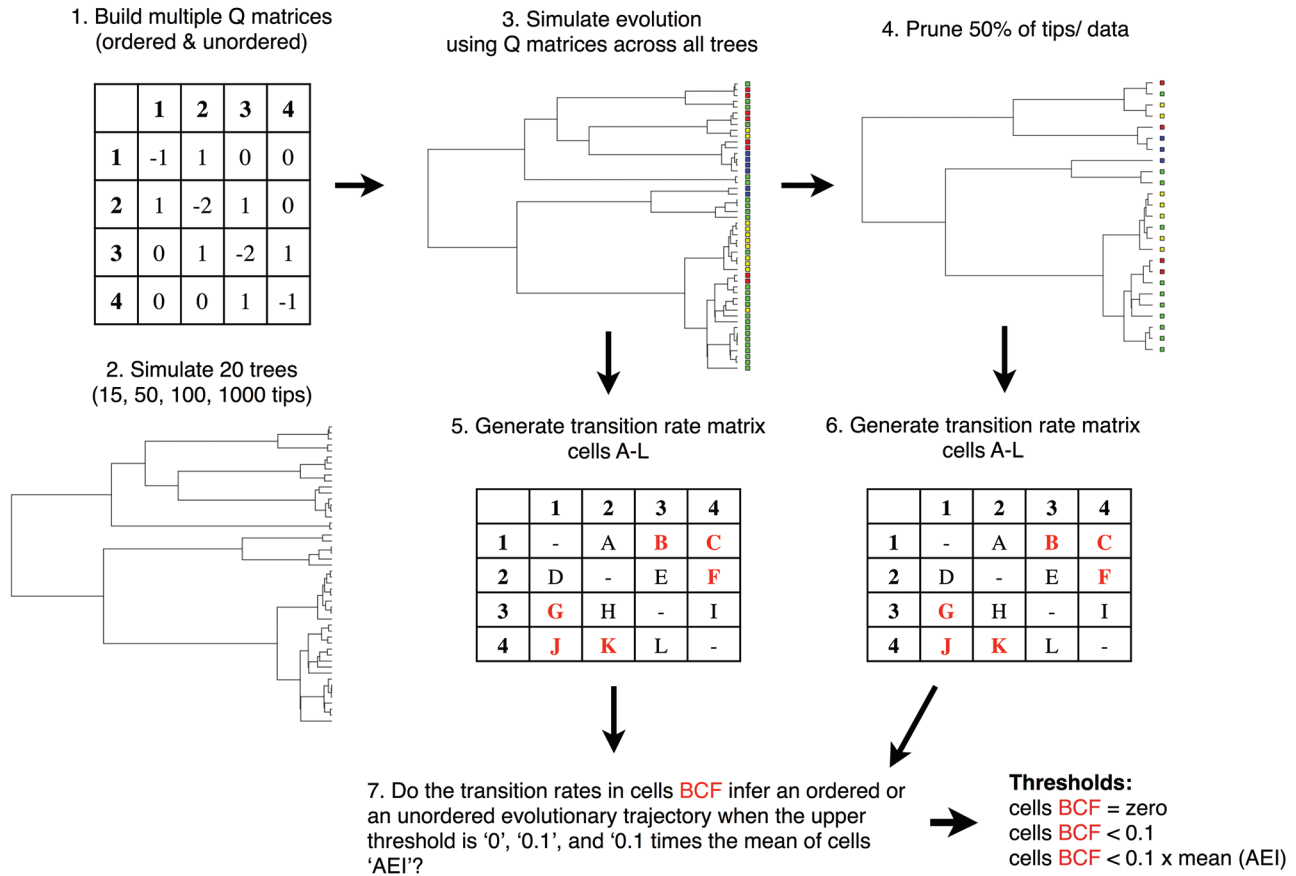 1. Build multiple Q matrices
(ordered & unordered)
1 2 3 4
1 -1 1 0 0
2 1 -2 1 0
3 0 1 -2 1
4 0 0 1 -1
2. Simulate 20 trees
(15, 50, 100, 1000 tips)
3. Simulate evolution
using Q matrices across all trees
4. Prune 50% of tips/ data
5. Generate transition rate matrix
cells A-L
1 2 3 4
1 - A B C
2 D - E F
3 G H - I
4 J K L -
6. Generate transition rate matrix
cells A-L
1 2 3 4
1 - A B C
2 D - E F
3 G H - I
4 J K L -
7. Do the transition rates in cells BCF infer an ordered or
an unordered evolutionary trajectory when the upper
threshold is ‘0’, ‘0.1’, and ‘0.1 times the mean of cells
‘AEI’?
Thresholds:
cells BCF = zero
cells BCF < 0.1
cells BCF < 0.1 x mean (AEI)